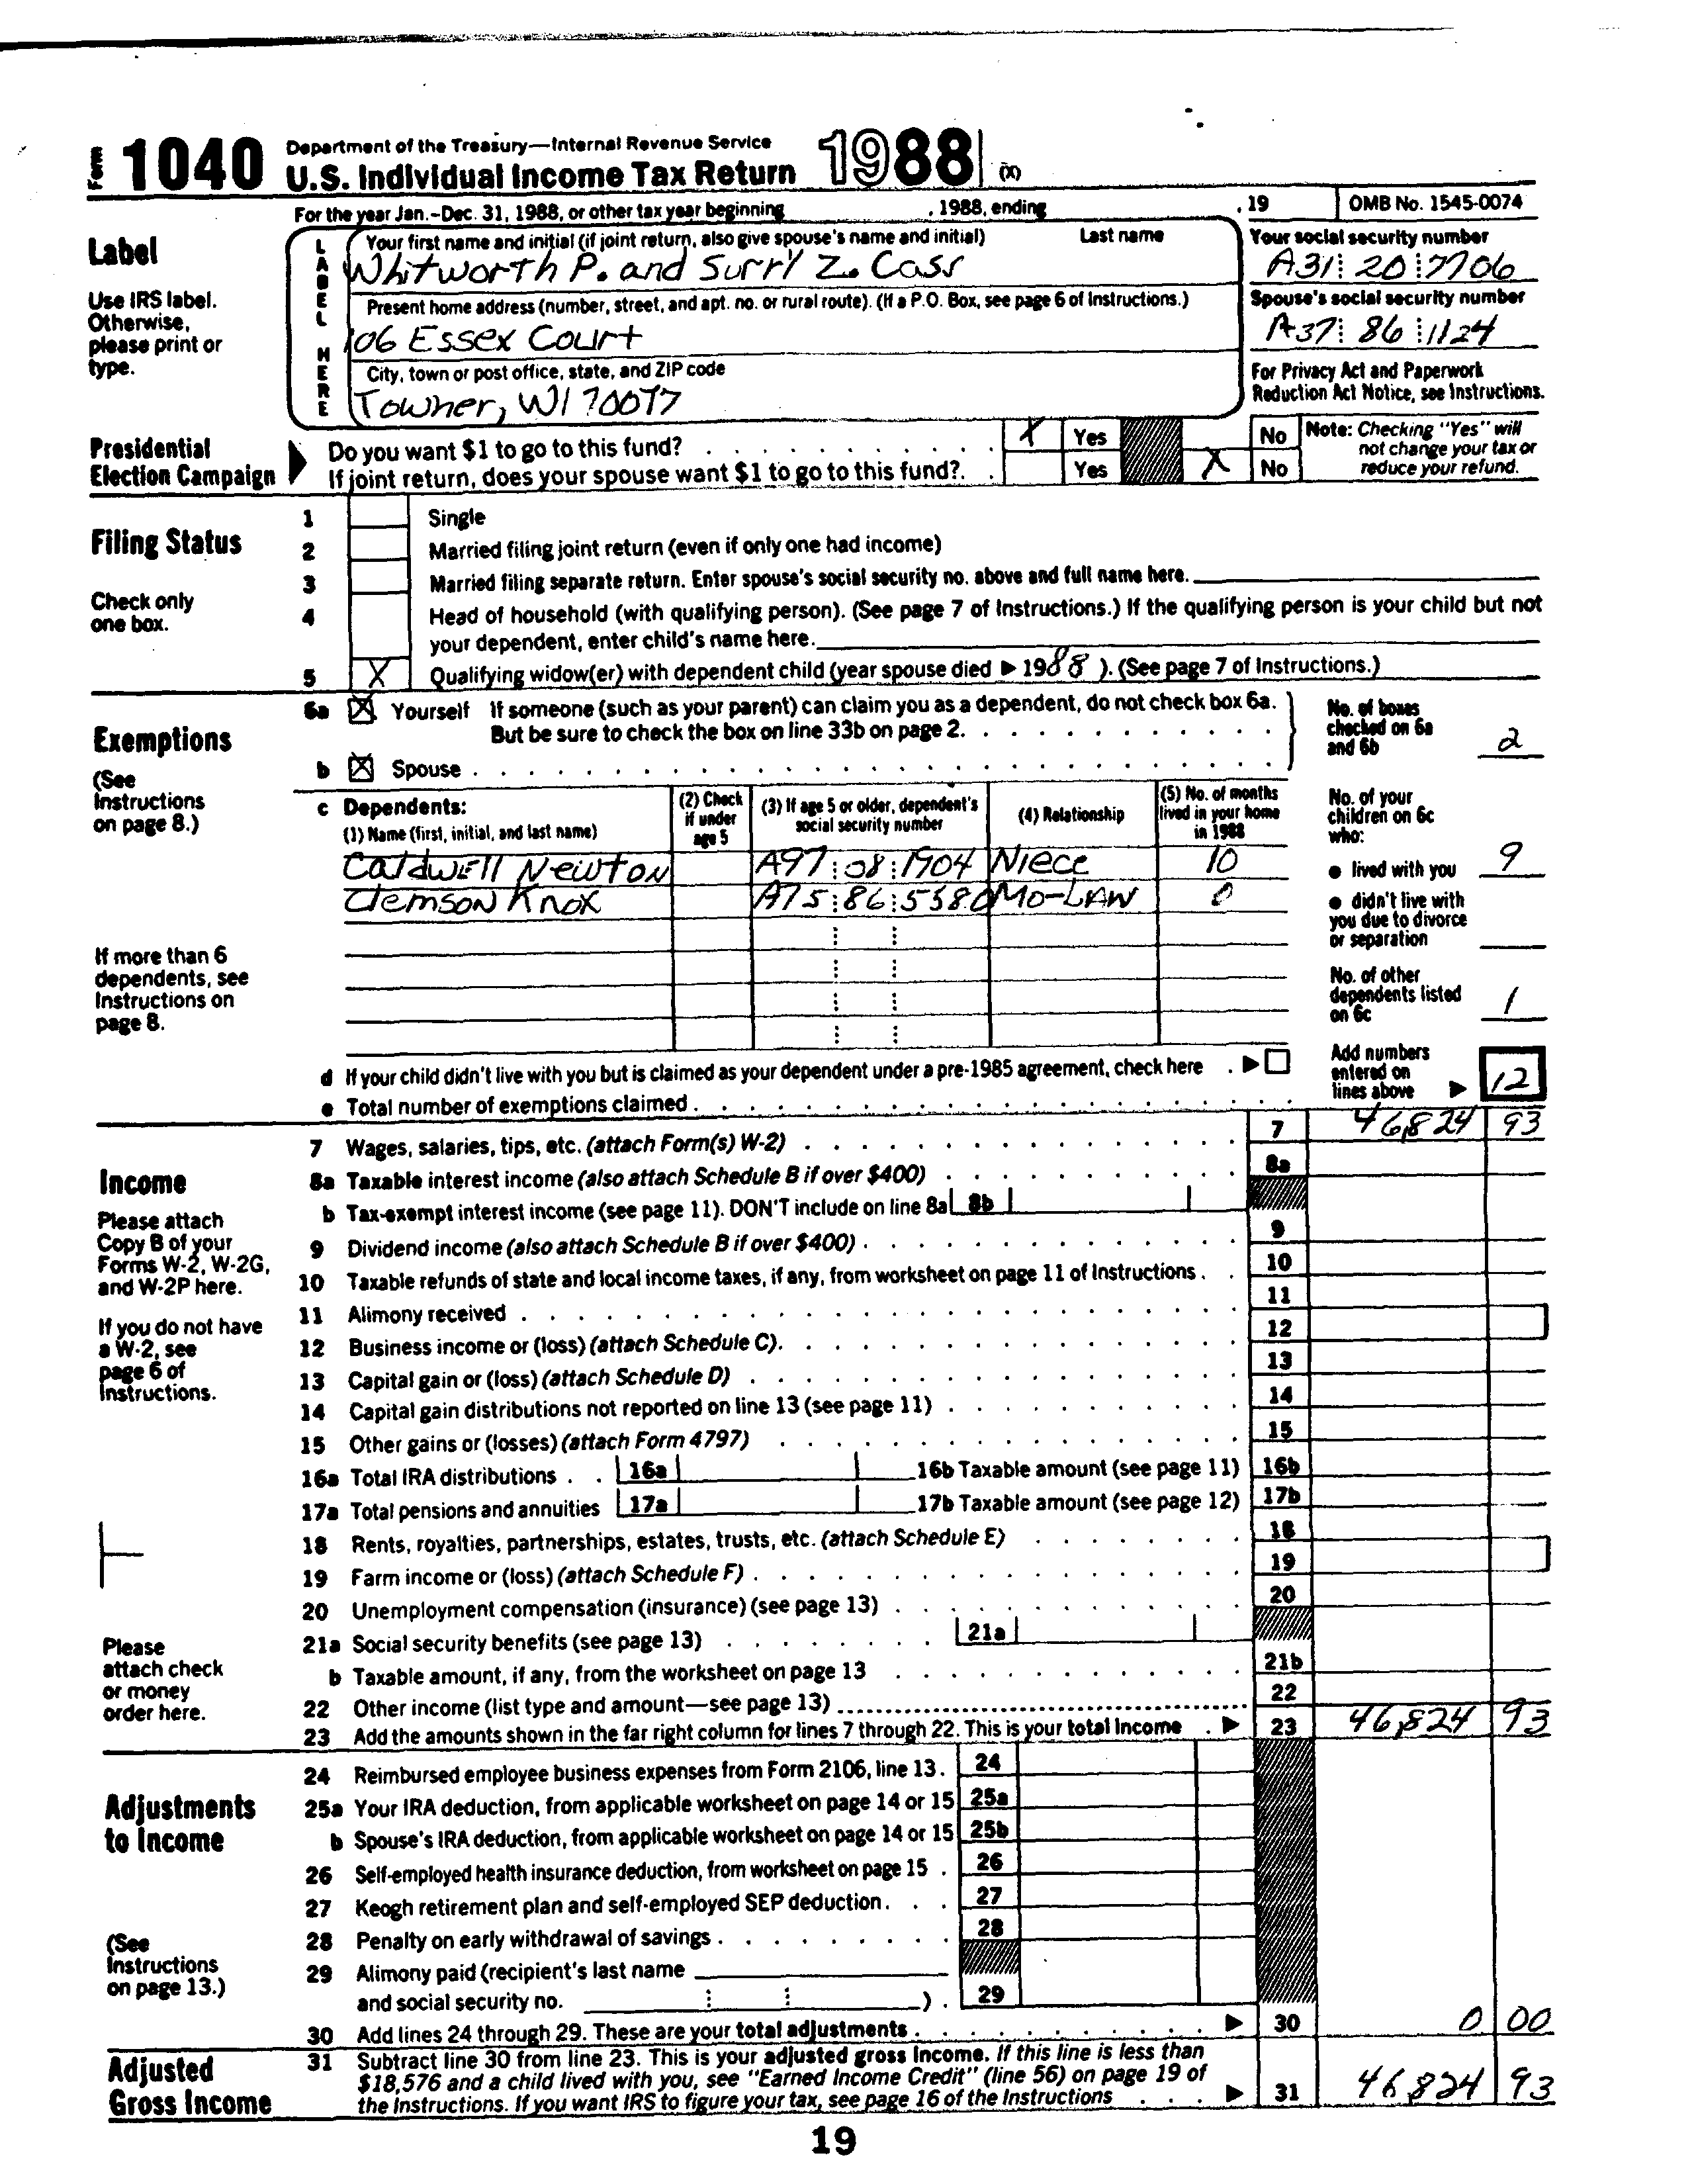 Form 1040 Department of the Treasury—Internal Revenue Service
U.S. Individual Income Tax Return 1988 (X)
For the year Jan.-Dec. 31, 1988, or other tax year beginning , 1988, ending , 19 OMB No. 1545-0074
Label
Use IRS label.
Otherwise,
please print or
type.
LABEL HERE
Your first name and initial (if joint return, also give spouse's name and initial) Last name
Whitworth P. and Surry Z. Cass
Your social security number
A31 20 7706
Present home address (number, street, and apt. no. or rural route). (If a P.O. Box, see page 6 of Instructions.)
106 Essex Court
Spouse's social security number
A37 86 1124
City, town or post office, state, and ZIP code
Towner, WI 70077
For Privacy Act and Paperwork
Reduction Act Notice, see Instructions.
Presidential
Election Campaign
Do you want $1 to go to this fund? X Yes No
If joint return, does your spouse want $1 to go to this fund? Yes X No
Note: Checking "Yes" will
not change your tax or
reduce your refund.
Filing Status
Check only
one box.
1 Single
2 Married filing joint return (even if only one had income)
3 Married filing separate return. Enter spouse's social security no. above and full name here.
4 Head of household (with qualifying person). (See page 7 of Instructions.) If the qualifying person is your child but not
your dependent, enter child's name here.
5 X Qualifying widow(er) with dependent child (year spouse died ▶ 1988 ). (See page 7 of Instructions.)
Exemptions
(See
Instructions
on page 8.)
6a X Yourself If someone (such as your parent) can claim you as a dependent, do not check box 6a.
But be sure to check the box on line 33b on page 2.
b X Spouse
No. of boxes
checked on 6a
and 6b 2
c Dependents:
(1) Name (first, initial, and last name)
(2) Check
if under
age 5
(3) If age 5 or older, dependent's
social security number
(4) Relationship
(5) No. of months
lived in your home
in 1988
Caldwell Newton A97 08 1904 Niece 10
Clemson Knox A75 86 5380 Mo-LAW 0
No. of your
children on 6c
who:
● lived with you 9
● didn't live with
you due to divorce
or separation
No. of other
dependents listed
on 6c 1
If more than 6
dependents, see
Instructions on
page 8.
d If your child didn't live with you but is claimed as your dependent under a pre-1985 agreement, check here ▶
e Total number of exemptions claimed
Add numbers
entered on
lines above ▶ 12
Income
Please attach
Copy B of your
Forms W-2, W-2G,
and W-2P here.
If you do not have
a W-2, see
page 6 of
Instructions.
Please
attach check
or money
order here.
7 Wages, salaries, tips, etc. (attach Form(s) W-2) 7 46,824 93
8a Taxable interest income (also attach Schedule B if over $400) 8a
b Tax-exempt interest income (see page 11). DON'T include on line 8a 8b
9 Dividend income (also attach Schedule B if over $400) 9
10 Taxable refunds of state and local income taxes, if any, from worksheet on page 11 of Instructions 10
11 Alimony received 11
12 Business income or (loss) (attach Schedule C) 12
13 Capital gain or (loss) (attach Schedule D) 13
14 Capital gain distributions not reported on line 13 (see page 11) 14
15 Other gains or (losses) (attach Form 4797) 15
16a Total IRA distributions 16a 16b Taxable amount (see page 11) 16b
17a Total pensions and annuities 17a 17b Taxable amount (see page 12) 17b
18 Rents, royalties, partnerships, estates, trusts, etc. (attach Schedule E) 18
19 Farm income or (loss) (attach Schedule F) 19
20 Unemployment compensation (insurance) (see page 13) 20
21a Social security benefits (see page 13) 21a
b Taxable amount, if any, from the worksheet on page 13 21b
22 Other income (list type and amount—see page 13) 22
23 Add the amounts shown in the far right column for lines 7 through 22. This is your total income ▶ 23 46,824 93
Adjustments
to Income
(See
Instructions
on page 13.)
24 Reimbursed employee business expenses from Form 2106, line 13. 24
25a Your IRA deduction, from applicable worksheet on page 14 or 15 25a
b Spouse's IRA deduction, from applicable worksheet on page 14 or 15 25b
26 Self-employed health insurance deduction, from worksheet on page 15 26
27 Keogh retirement plan and self-employed SEP deduction 27
28 Penalty on early withdrawal of savings 28
29 Alimony paid (recipient's last name
and social security no. ) 29
30 Add lines 24 through 29. These are your total adjustments ▶ 30 0 00
Adjusted
Gross Income
31 Subtract line 30 from line 23. This is your adjusted gross income. If this line is less than
$18,576 and a child lived with you, see "Earned Income Credit" (line 56) on page 19 of
the Instructions. If you want IRS to figure your tax, see page 16 of the Instructions ▶ 31 46,824 93
19